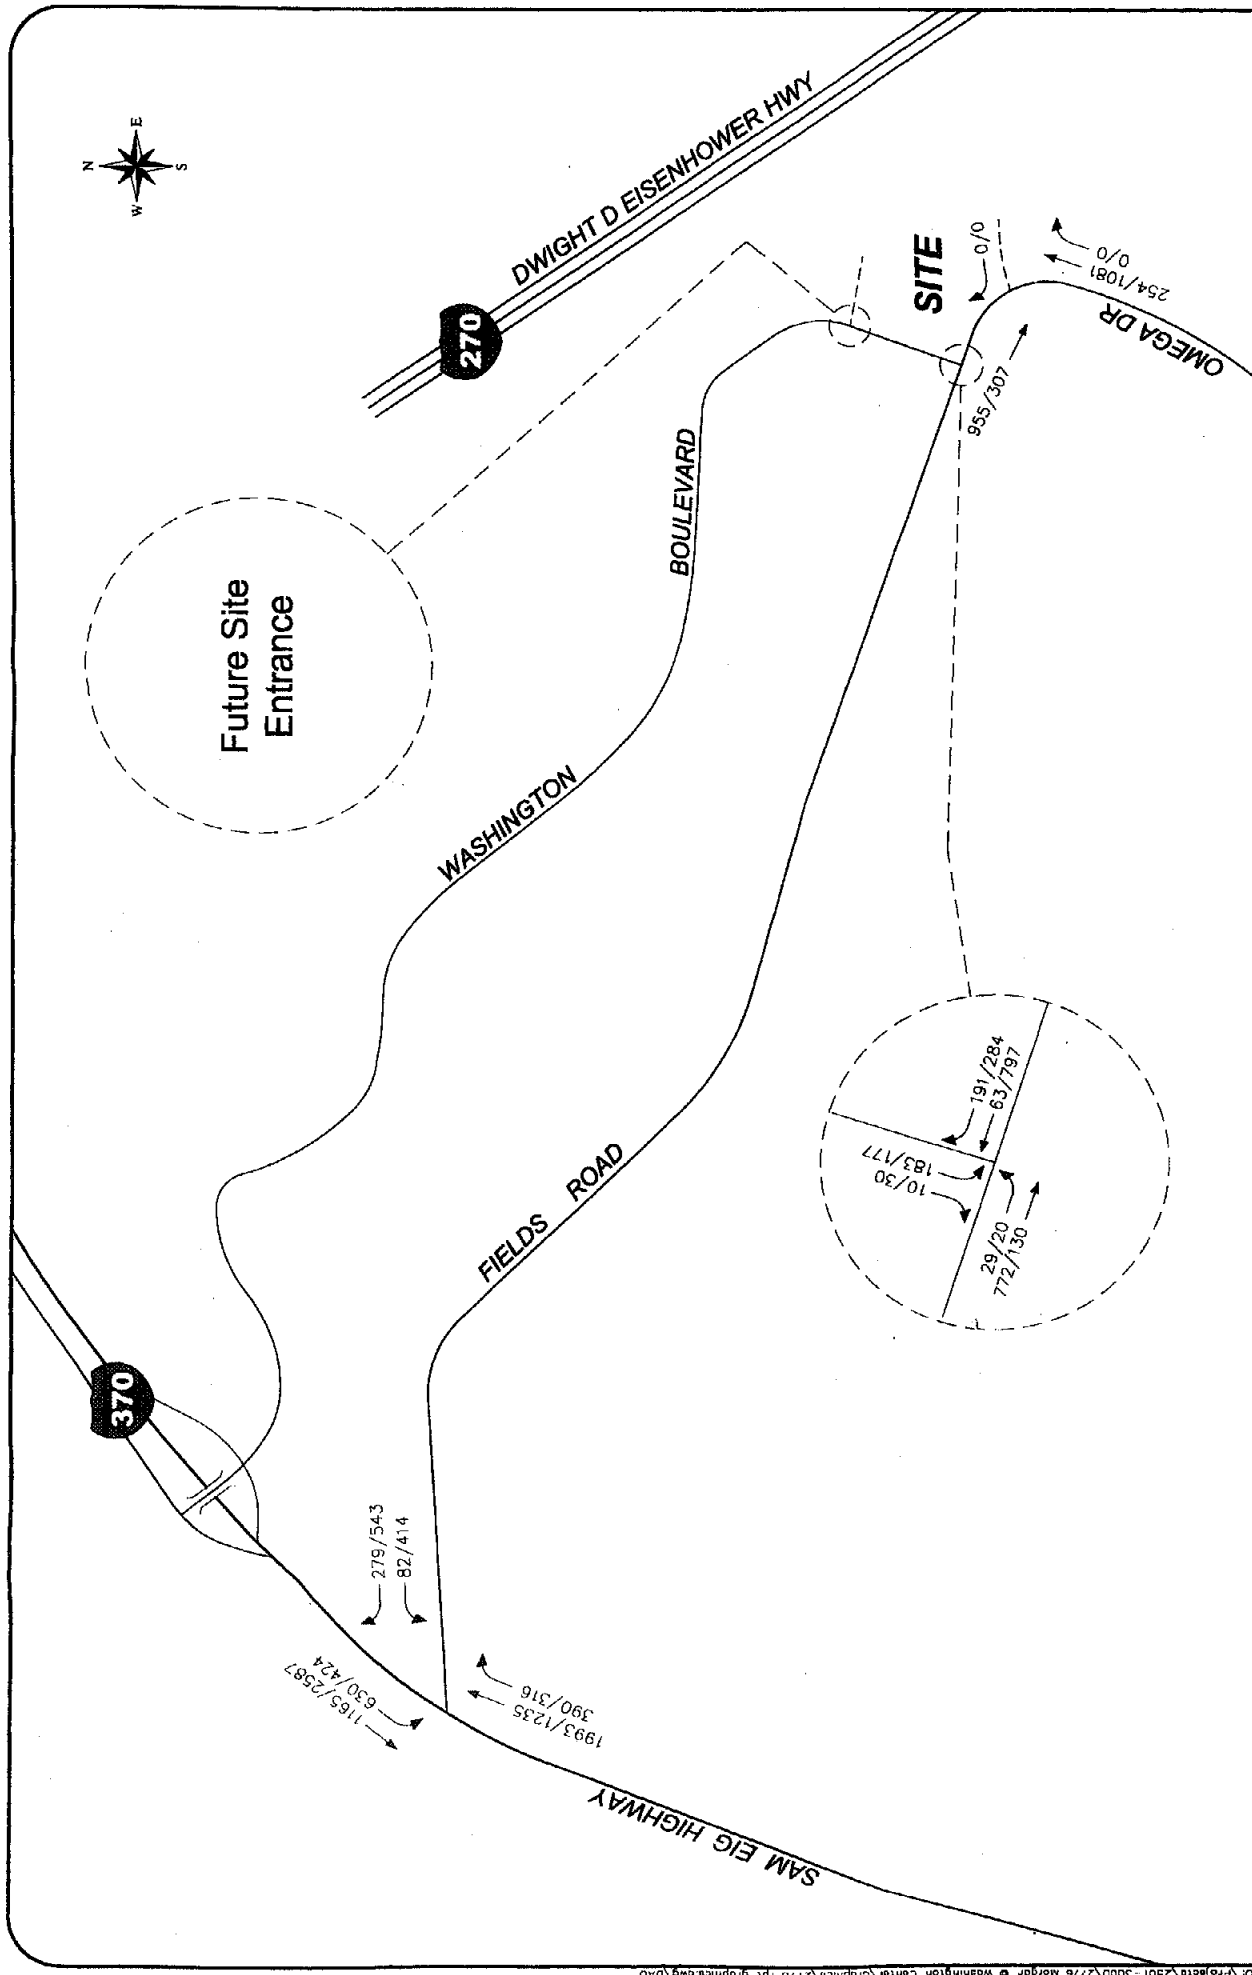 N
W
E
S
DWIGHT D EISENHOWER HWY
270
Future Site
Entrance
SITE
0/0
254/1081
0/0
OMEGA DR
955/307
BOULEVARD
WASHINGTON
FIELDS ROAD
191/284
63/797
183/177
10/30
29/20
772/130
370
279/543
82/414
1165/2587
630/424
1993/1235
390/316
SAM EIG HIGHWAY